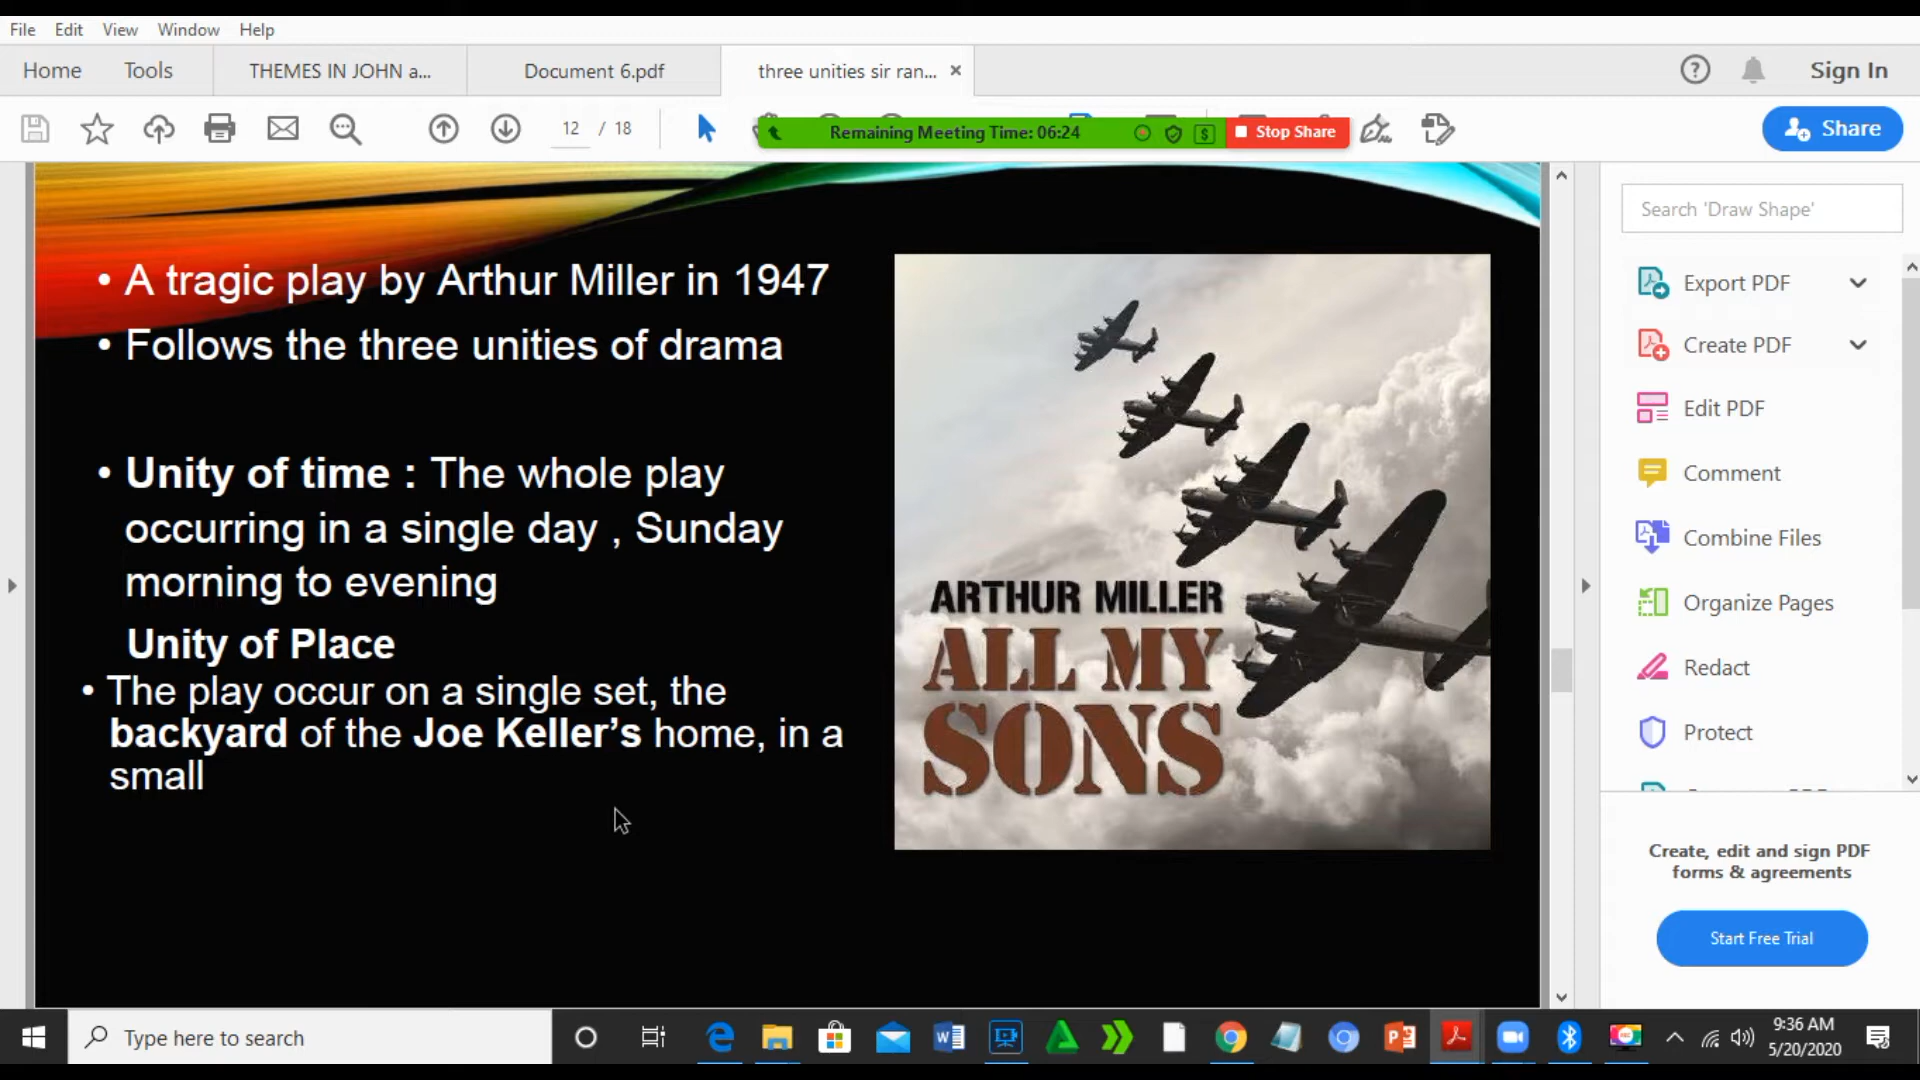 File Edit View Window Help
Home Tools THEMES IN JOHN a... Document 6.pdf three unities sir ran... Sign In
12 / 18 Remaining Meeting Time: 06:24 Stop Share Share
Search 'Draw Shape'
• A tragic play by Arthur Miller in 1947
• Follows the three unities of drama
• Unity of time : The whole play
occurring in a single day , Sunday
morning to evening
Unity of Place
• The play occur on a single set, the
backyard of the Joe Keller’s home, in a
small
ARTHUR MILLER
ALL MY
SONS
Export PDF
Create PDF
Edit PDF
Comment
Combine Files
Organize Pages
Redact
Protect
Create, edit and sign PDF
forms & agreements
Start Free Trial
Type here to search
9:36 AM
5/20/2020